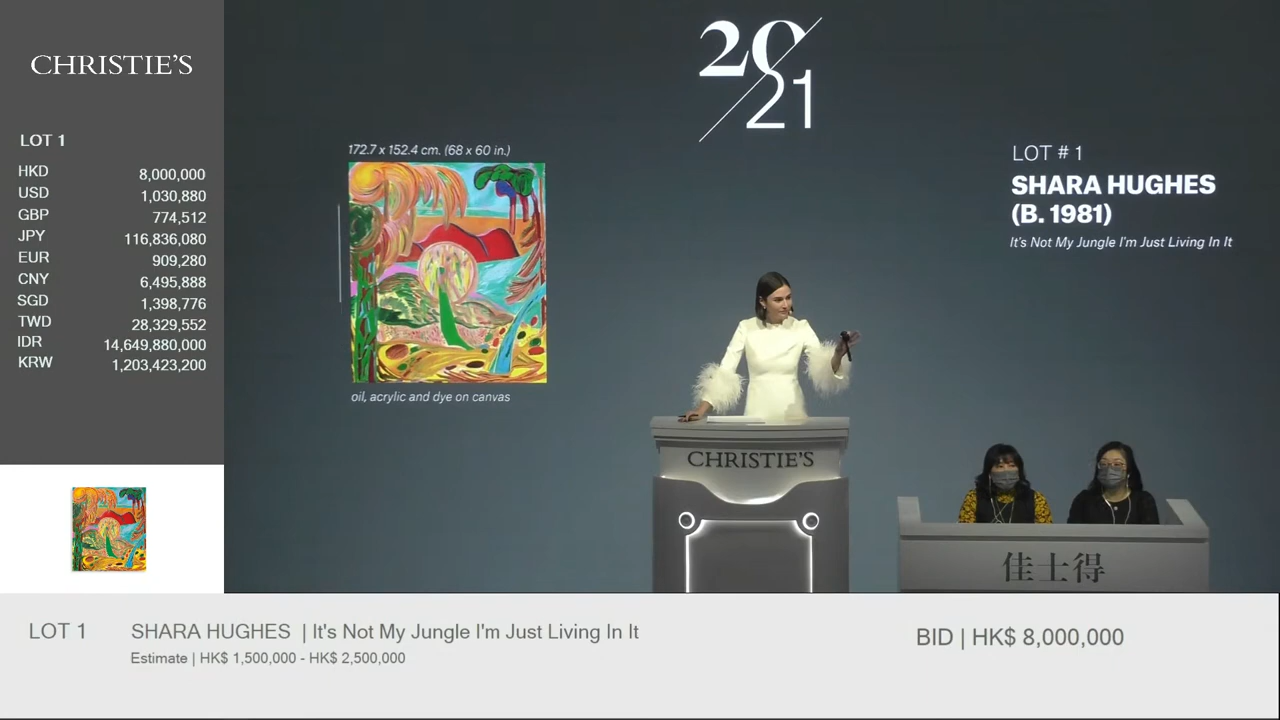 CHRISTIE'S
LOT 1
HKD 8,000,000
USD 1,030,880
GBP 774,512
JPY 116,836,080
EUR 909,280
CNY 6,495,888
SGD 1,398,776
TWD 28,329,552
IDR 14,649,880,000
KRW 1,203,423,200
20/21
172.7 x 152.4 cm. (68 x 60 in.)
oil, acrylic and dye on canvas
LOT # 1
SHARA HUGHES
(B. 1981)
It's Not My Jungle I'm Just Living In It
CHRISTIE'S
佳士得
LOT 1 SHARA HUGHES | It's Not My Jungle I'm Just Living In It
Estimate | HK$ 1,500,000 - HK$ 2,500,000
BID | HK$ 8,000,000